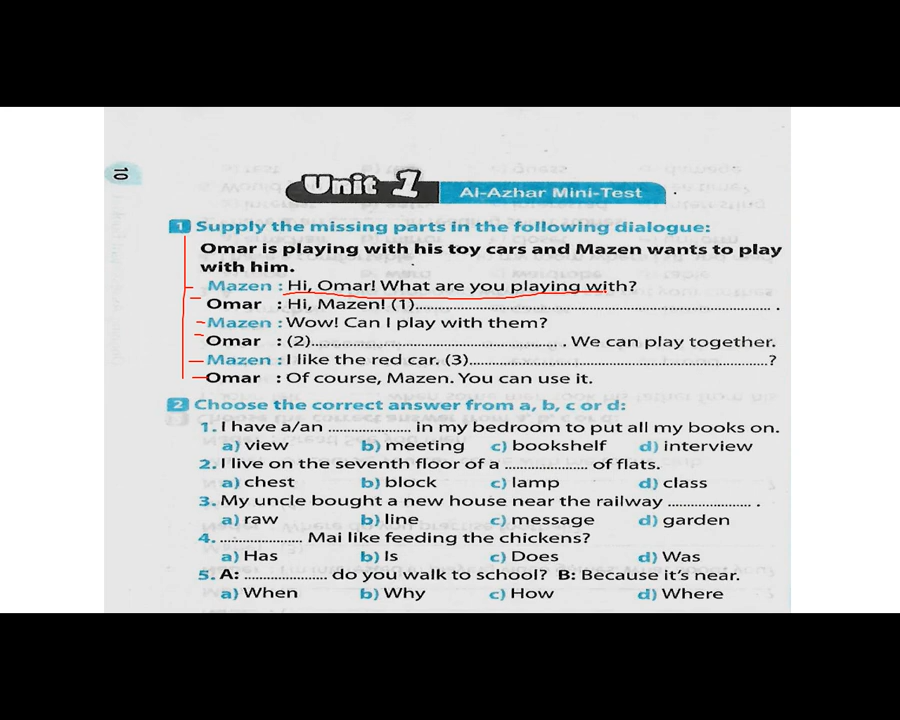 10
Unit 1 Al-Azhar Mini-Test
1 Supply the missing parts in the following dialogue:
Omar is playing with his toy cars and Mazen wants to play
with him.
Mazen : Hi, Omar! What are you playing with?
Omar : Hi, Mazen! (1)............................................................ .
Mazen : Wow! Can I play with them?
Omar : (2)............................................................ . We can play together.
Mazen : I like the red car. (3)............................................................?
Omar : Of course, Mazen. You can use it.
2 Choose the correct answer from a, b, c or d:
1. I have a/an .................... in my bedroom to put all my books on.
a) view b) meeting c) bookshelf d) interview
2. I live on the seventh floor of a .................... of flats.
a) chest b) block c) lamp d) class
3. My uncle bought a new house near the railway .................... .
a) raw b) line c) message d) garden
4. .................... Mai like feeding the chickens?
a) Has b) Is c) Does d) Was
5. A: .................... do you walk to school? B: Because it's near.
a) When b) Why c) How d) Where